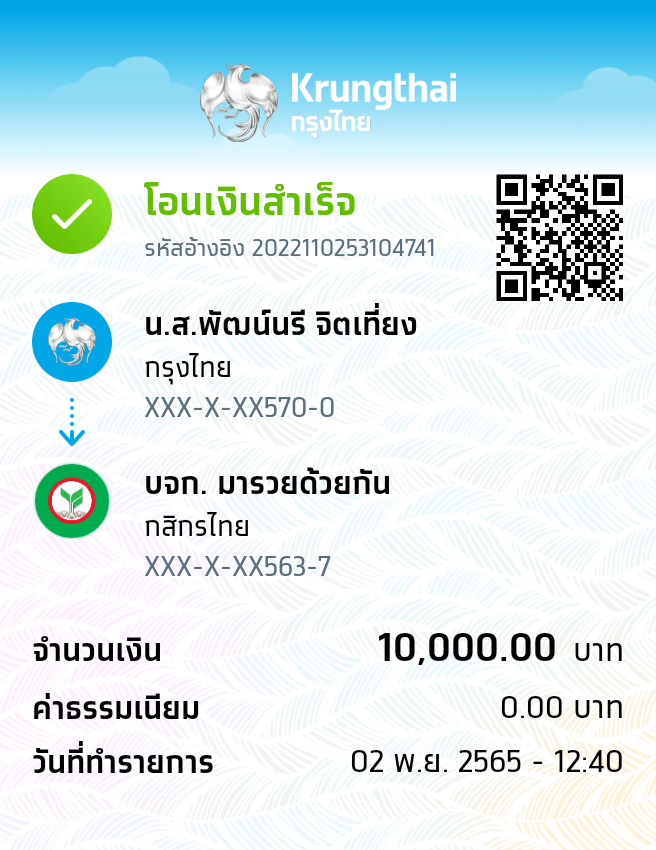 Krungthai
กรุงไทย
โอนเงินสำเร็จ
รหัสอ้างอิง 2022110253104741
น.ส.พัฒน์นรี จิตเที่ยง
กรุงไทย
XXX-X-XX570-0
บจก. มารวยด้วยกัน
กสิกรไทย
XXX-X-XX563-7
จำนวนเงิน 10,000.00 บาท
ค่าธรรมเนียม 0.00 บาท
วันที่ทำรายการ 02 พ.ย. 2565 - 12:40